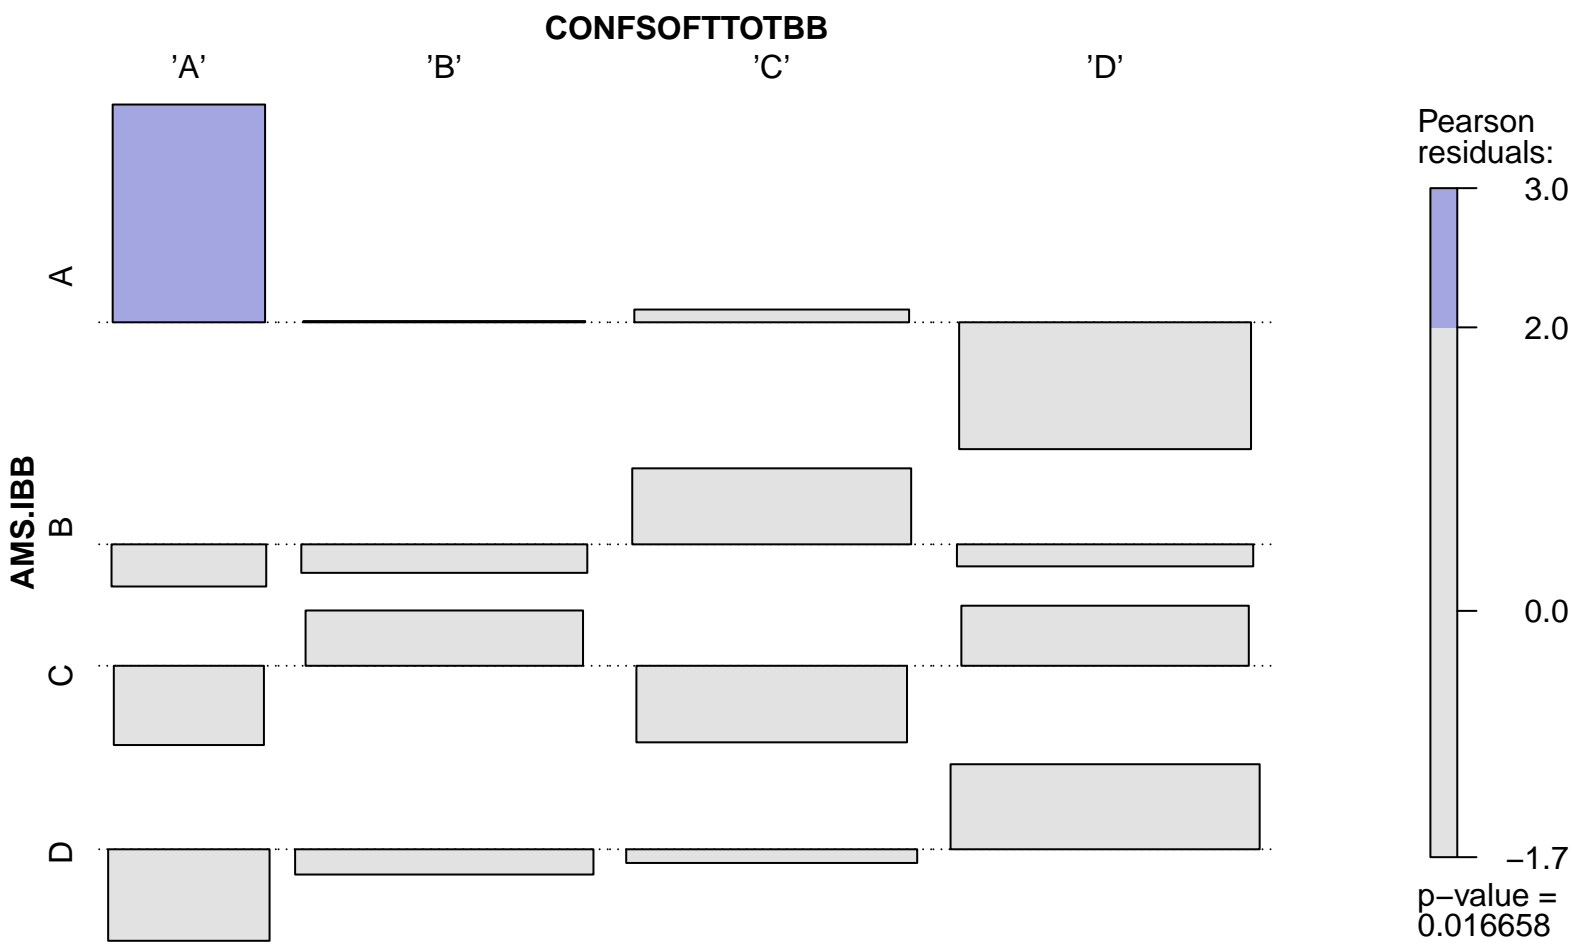 CONFSOFTTOTBB
’A’ ’B’ ’C’ ’D’
AMS.IBB
A
B
C
D
Pearson
residuals:
3.0
2.0
0.0
−1.7
p−value =
0.016658